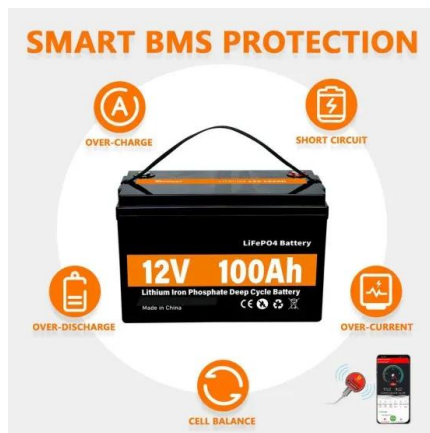 SMART BMS PROTECTION
OVER-CHARGE
SHORT CIRCUIT
LiFePO4 Battery
12V 100Ah
Lithium Iron Phosphate Deep Cycle Battery
Made in China
CE
OVER-DISCHARGE
OVER-CURRENT
CELL BALANCE